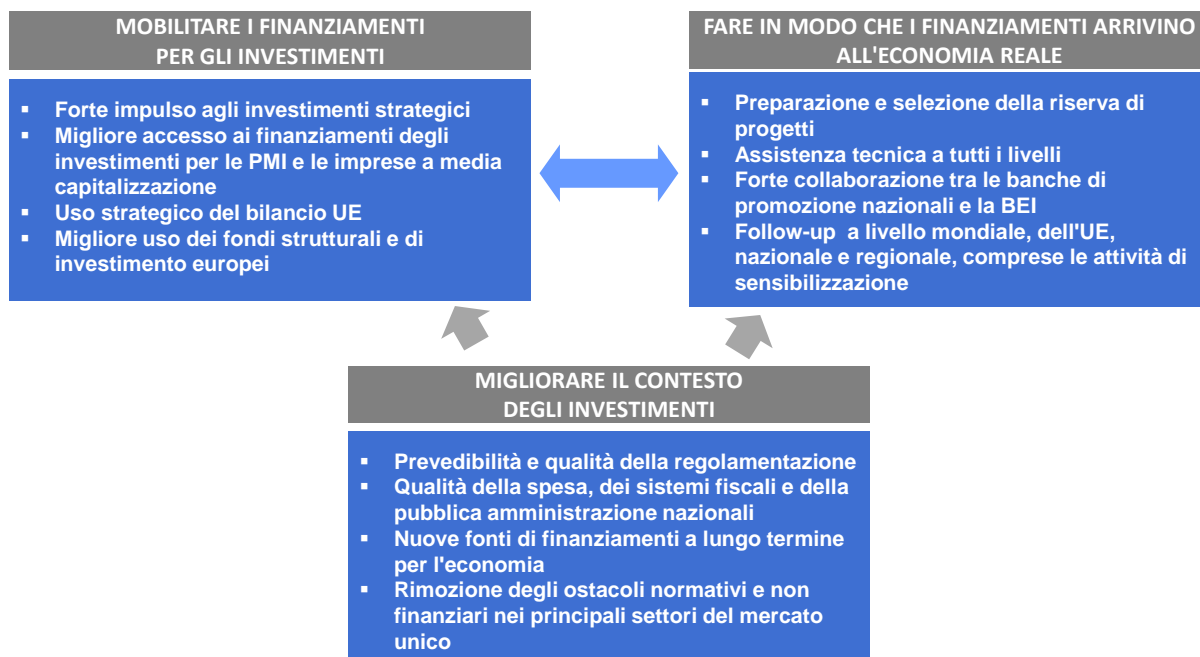 MOBILITARE I FINANZIAMENTI
PER GLI INVESTIMENTI
▪ Forte impulso agli investimenti strategici
▪ Migliore accesso ai finanziamenti degli
investimenti per le PMI e le imprese a media
capitalizzazione
▪ Uso strategico del bilancio UE
▪ Migliore uso dei fondi strutturali e di
investimento europei
FARE IN MODO CHE I FINANZIAMENTI ARRIVINO
ALL'ECONOMIA REALE
▪ Preparazione e selezione della riserva di
progetti
▪ Assistenza tecnica a tutti i livelli
▪ Forte collaborazione tra le banche di
promozione nazionali e la BEI
▪ Follow-up a livello mondiale, dell'UE,
nazionale e regionale, comprese le attività di
sensibilizzazione
MIGLIORARE IL CONTESTO
DEGLI INVESTIMENTI
▪ Prevedibilità e qualità della regolamentazione
▪ Qualità della spesa, dei sistemi fiscali e della
pubblica amministrazione nazionali
▪ Nuove fonti di finanziamenti a lungo termine
per l'economia
▪ Rimozione degli ostacoli normativi e non
finanziari nei principali settori del mercato
unico